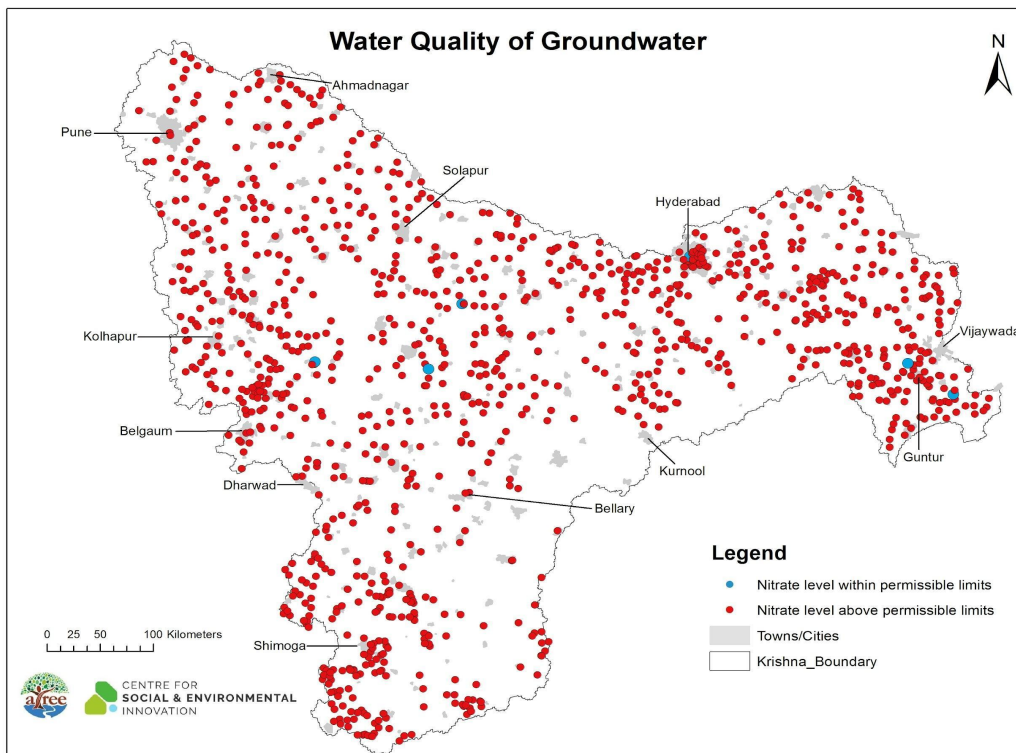 Water Quality of Groundwater
N
Ahmadnagar
Pune
Solapur
Hyderabad
Kolhapur
Vijaywada
Belgaum
Guntur
Kurnool
Dharwad
Bellary
Shimoga
Legend
Nitrate level within permissible limits
Nitrate level above permissible limits
Towns/Cities
Krishna_Boundary
0 25 50 100 Kilometers
atree
CENTRE FOR
SOCIAL & ENVIRONMENTAL
INNOVATION